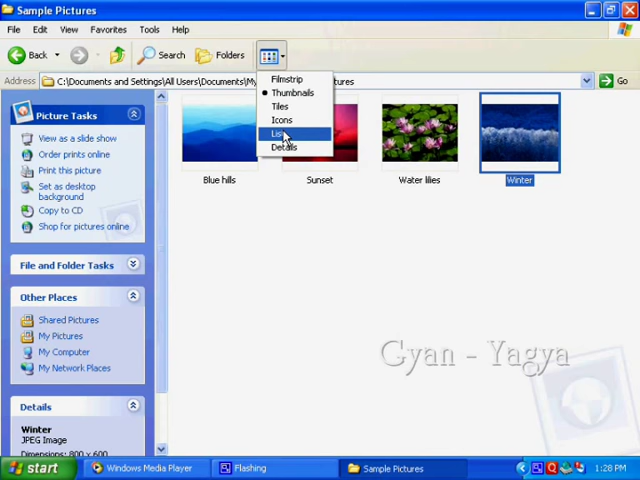 Sample Pictures
File Edit View Favorites Tools Help
Back Search Folders
Address C:\Documents and Settings\All Users\Documents\My Pictures
Go
Filmstrip
Thumbnails
Tiles
Icons
List
Details
Picture Tasks
View as a slide show
Order prints online
Print this picture
Set as desktop
background
Copy to CD
Shop for pictures online
File and Folder Tasks
Other Places
Shared Pictures
My Pictures
My Computer
My Network Places
Details
Winter
JPEG Image
Dimensions: 800 x 600
Blue hills Sunset Water lilies Winter
Gyan - Yagya
start Windows Media Player Flashing Sample Pictures 1:28 PM